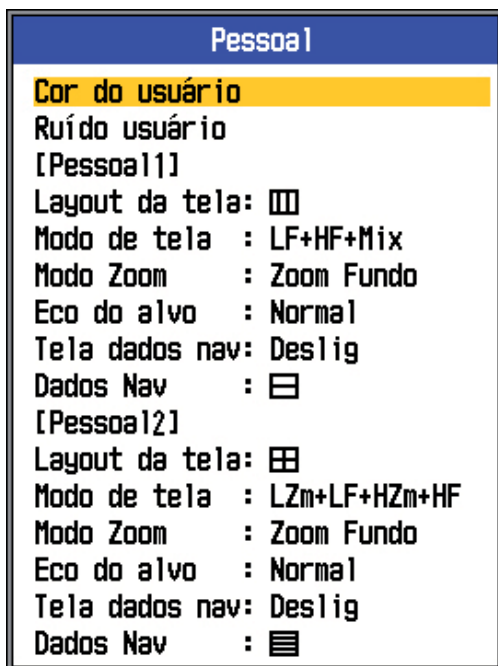 Pessoal
Cor do usuário
Ruído usuário
[Pessoal1]
Layout da tela:
Modo de tela : LF+HF+Mix
Modo Zoom : Zoom Fundo
Eco do alvo : Normal
Tela dados nav: Deslig
Dados Nav :
[Pessoal2]
Layout da tela:
Modo de tela : LZm+LF+HZm+HF
Modo Zoom : Zoom Fundo
Eco do alvo : Normal
Tela dados nav: Deslig
Dados Nav :